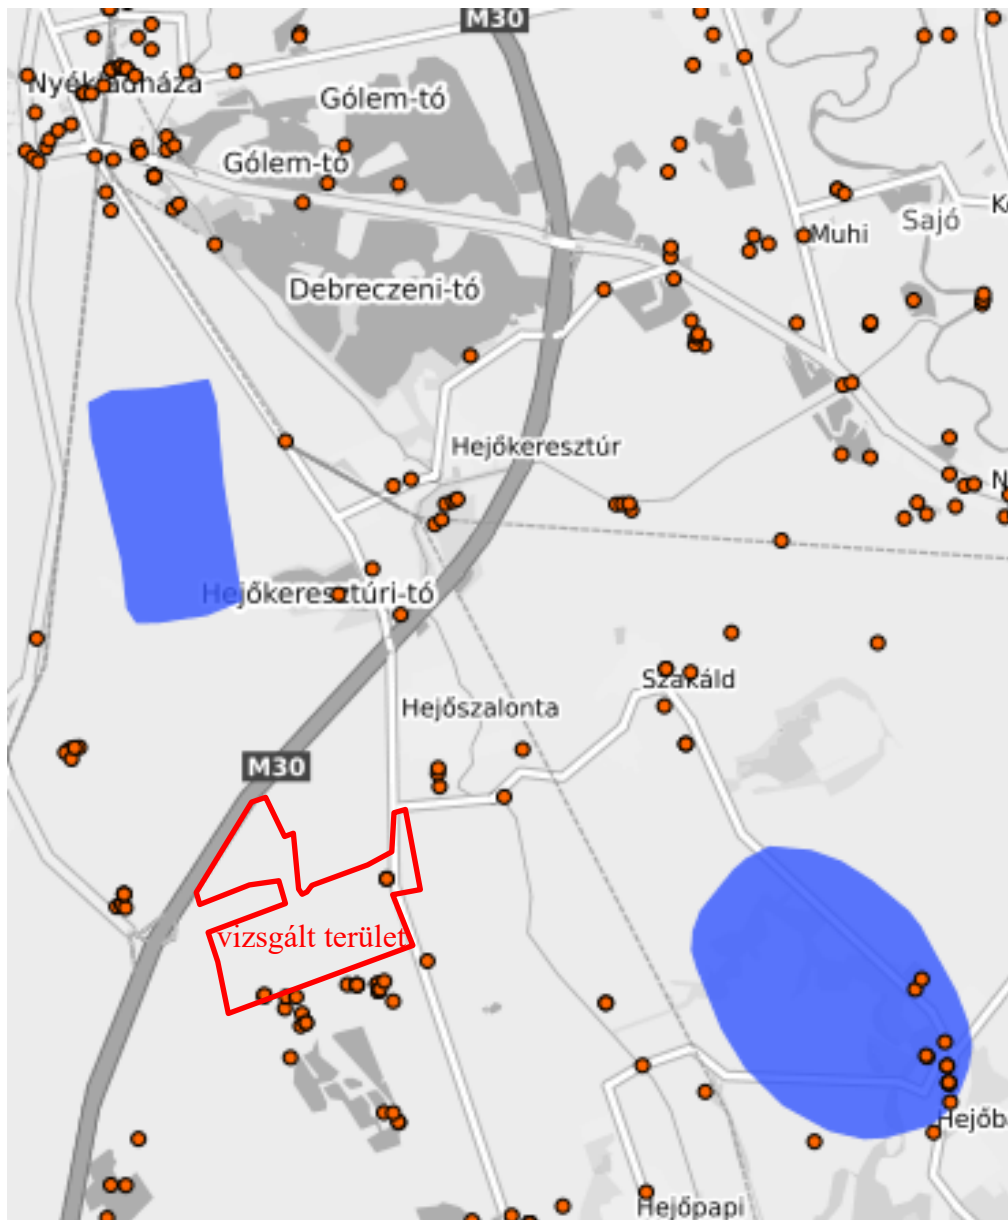 M30
Nyékládháza
Gólem-tó
Gólem-tó
Sajó
Muhi
Debreczeni-tó
Hejőkeresztúr
Hejőkeresztúri-tó
Szakáld
Hejőszalonta
M30
vizsgált terület
Hejőb
Hejőpapi